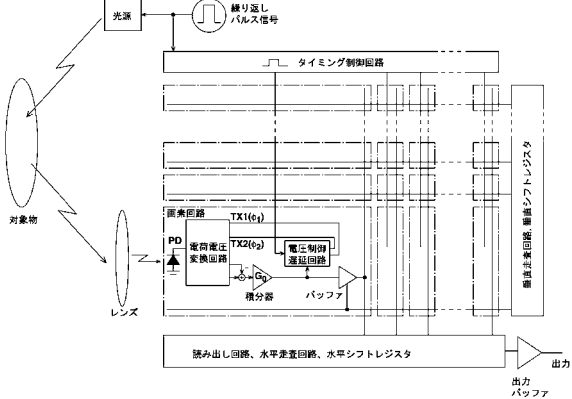 光源
繰り返し
パルス信号
タイミング制御回路
対象物
レンズ
画素回路
PD
電荷電圧
変換回路
TX1(φ1)
TX2(φ2)
電圧制御
遅延回路
G0
積分器
バッファ
垂直走査回路、垂直シフトレジスタ
読み出し回路、水平走査回路、水平シフトレジスタ
出力
出力
バッファ